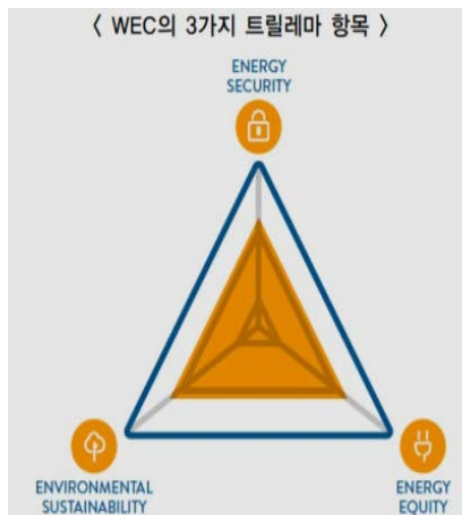 < WEC의 3가지 트릴레마 항목 >
ENERGY
SECURITY
ENVIRONMENTAL
SUSTAINABILITY
ENERGY
EQUITY